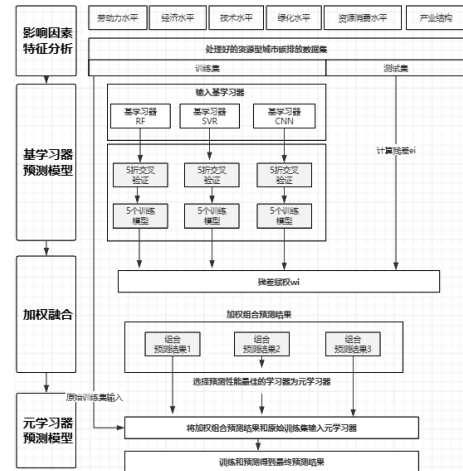 影响因素
特征分析
劳动力水平
经济水平
技术水平
绿化水平
资源消费水平
产业结构
处理好的资源型城市碳排放数据集
训练集
测试集
基学习器
预测模型
输入基学习器
基学习器
RF
基学习器
SVR
基学习器
CNN
5折交叉
验证
5折交叉
验证
5折交叉
验证
5个训练
模型
5个训练
模型
5个训练
模型
计算残差ei
残差赋权wi
加权融合
加权组合预测结果
组合
预测结果1
组合
预测结果2
组合
预测结果3
选择预测性能最佳的学习器为元学习器
原始训练集输入
元学习器
预测模型
将加权组合预测结果和原始训练集输入元学习器
训练和预测得到最终预测结果